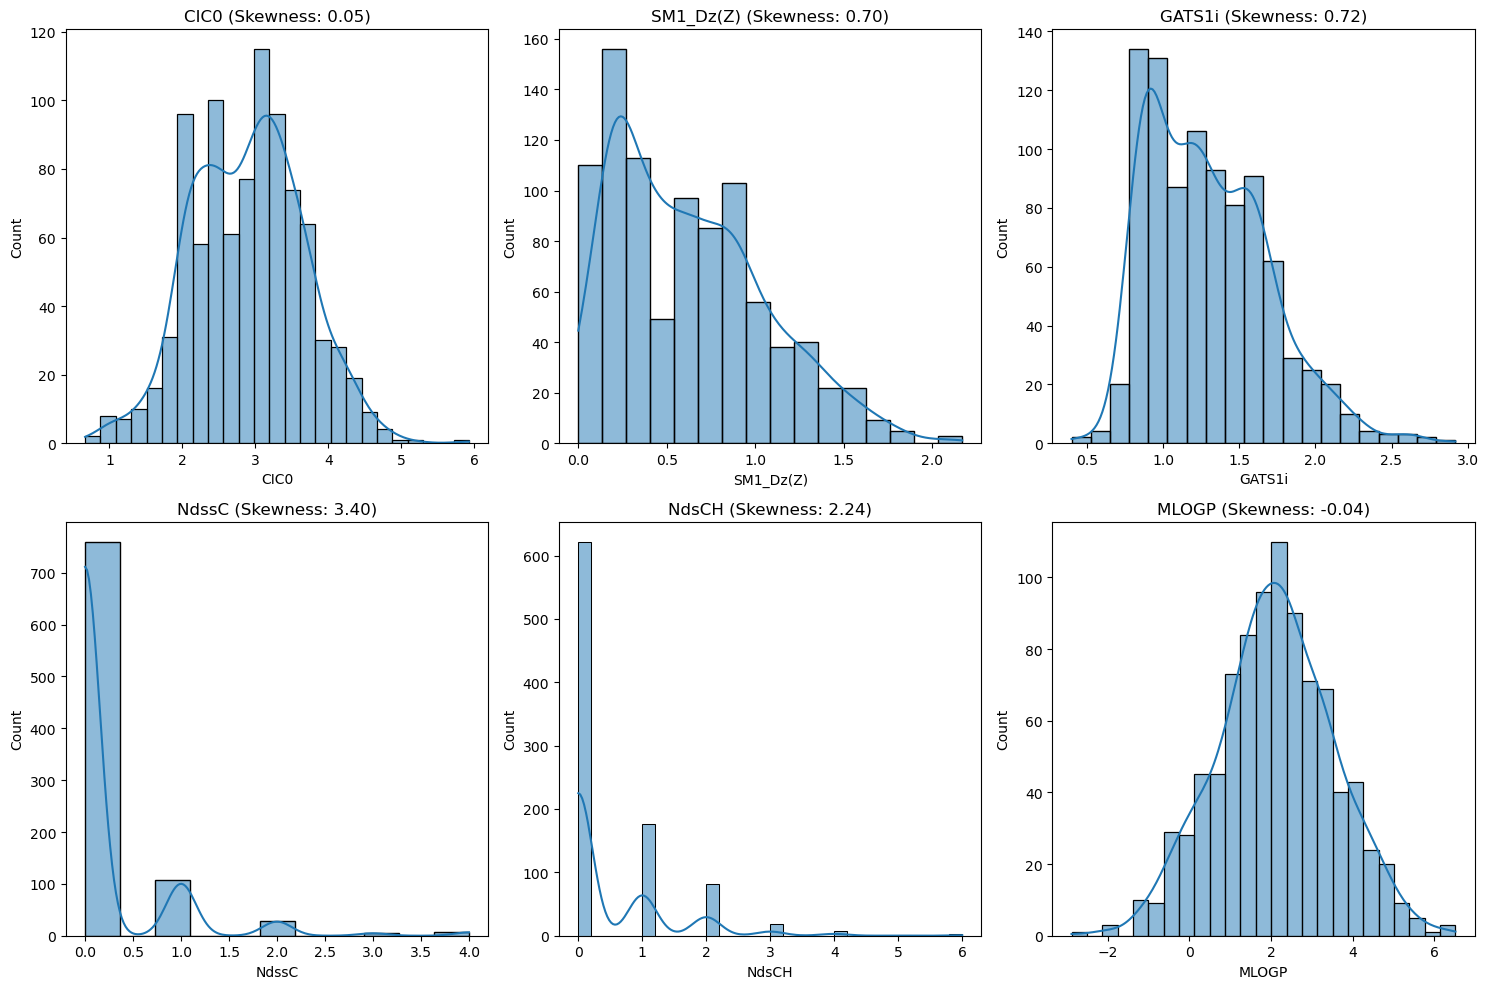 CIC0 (Skewness: 0.05)
120
100
80
60
40
20
0
Count
1 2 3 4 5 6
CIC0
SM1_Dz(Z) (Skewness: 0.70)
160
140
120
100
80
60
40
20
0
Count
0.0 0.5 1.0 1.5 2.0
SM1_Dz(Z)
GATS1i (Skewness: 0.72)
140
120
100
80
60
40
20
0
Count
0.5 1.0 1.5 2.0 2.5 3.0
GATS1i
NdssC (Skewness: 3.40)
700
600
500
400
300
200
100
0
Count
0.0 0.5 1.0 1.5 2.0 2.5 3.0 3.5 4.0
NdssC
NdsCH (Skewness: 2.24)
600
500
400
300
200
100
0
Count
0 1 2 3 4 5 6
NdsCH
MLOGP (Skewness: -0.04)
100
80
60
40
20
0
Count
−2 0 2 4 6
MLOGP